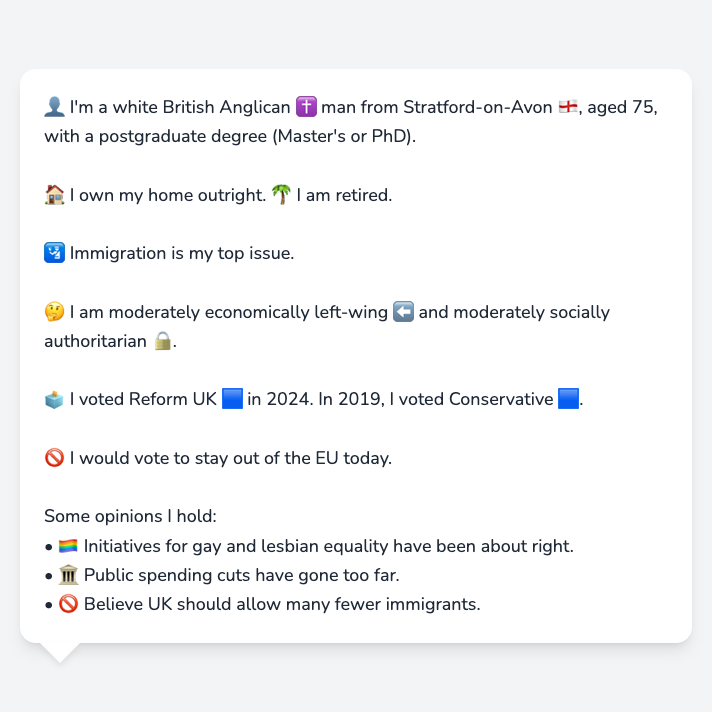 👤 I'm a white British Anglican ✝️ man from Stratford-on-Avon 🏴󠁧󠁢󠁥󠁮󠁧󠁿, aged 75,
with a postgraduate degree (Master's or PhD).
🏠 I own my home outright. 🌴 I am retired.
🛂 Immigration is my top issue.
🤔 I am moderately economically left-wing ⬅️ and moderately socially
authoritarian 🔒.
🗳️ I voted Reform UK 🟦 in 2024. In 2019, I voted Conservative 🟦.
🚫 I would vote to stay out of the EU today.
Some opinions I hold:
• 🏳️‍🌈 Initiatives for gay and lesbian equality have been about right.
• 🏛️ Public spending cuts have gone too far.
• 🚫 Believe UK should allow many fewer immigrants.